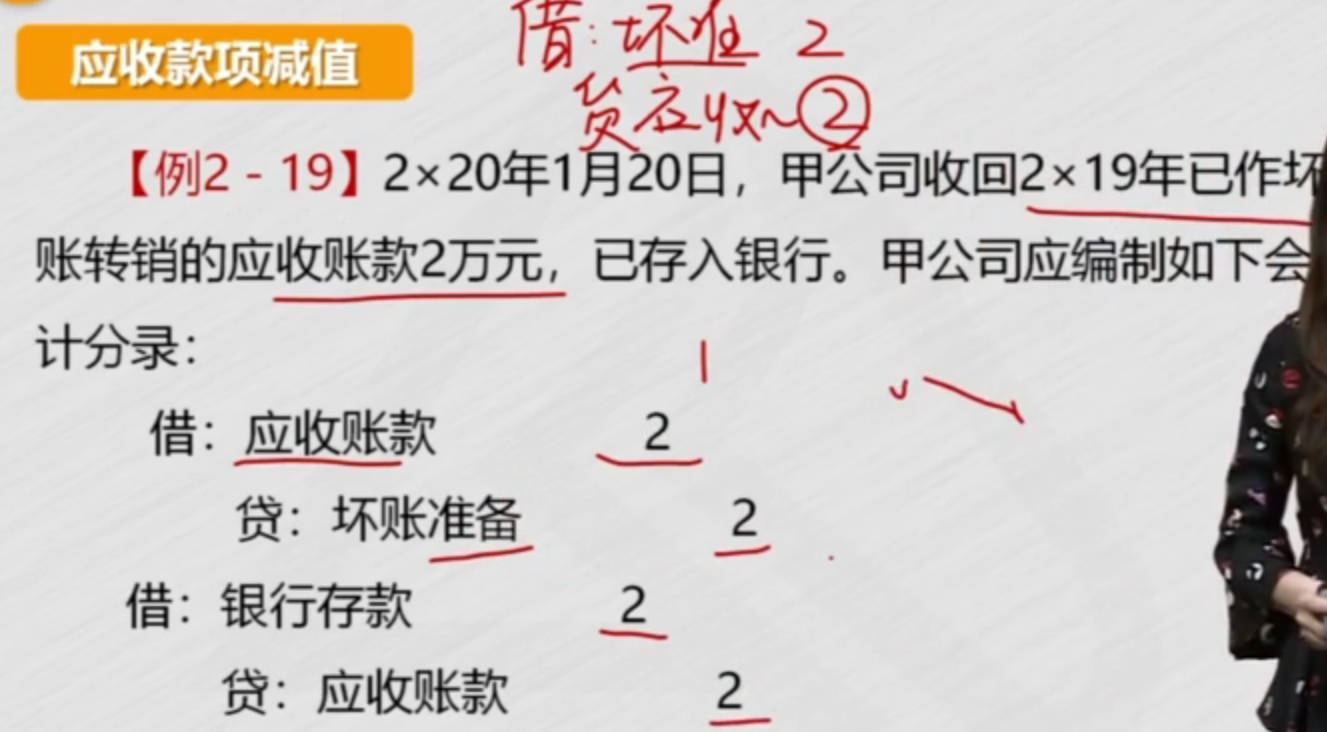 借:坏准 2
贷应收~②
应收款项减值
【例2-19】2×20年1月20日，甲公司收回2×19年已作坏
账转销的应收账款2万元，已存入银行。甲公司应编制如下会
计分录：
1
借：应收账款 2
贷：坏账准备 2
借：银行存款 2
贷：应收账款 2